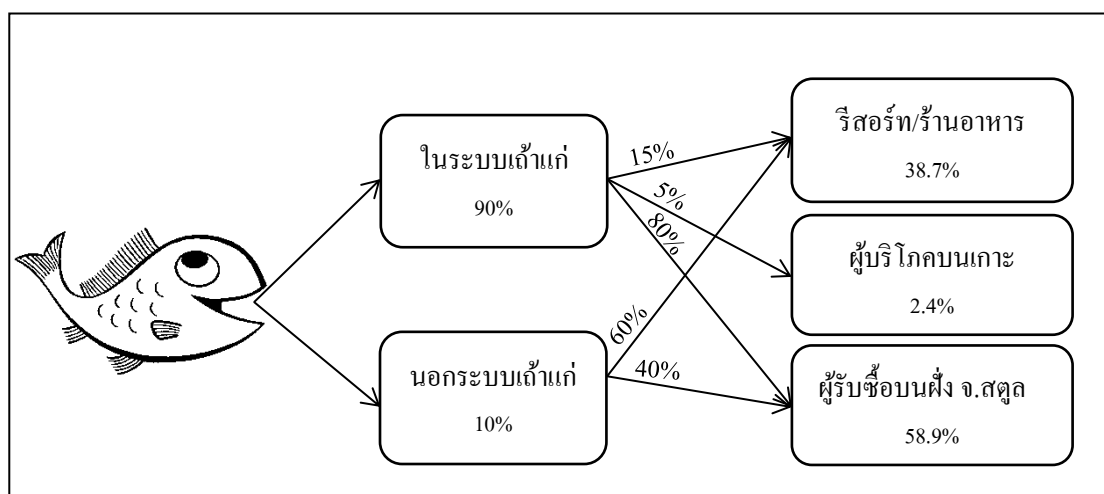 ในระบบเถ้าแก่
90%
นอกระบบเถ้าแก่
10%
15%
5%
80%
60%
40%
รีสอร์ท/ร้านอาหาร
38.7%
ผู้บริโภคบนเกาะ
2.4%
ผู้รับซื้อบนฝั่ง จ.สตูล
58.9%